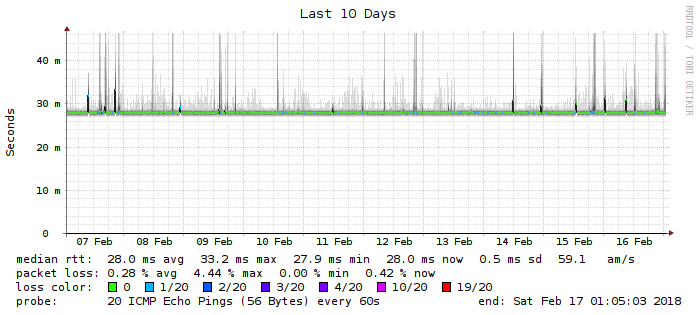 Last 10 Days
RRDTOOL / TOBI OETIKER
Seconds
40 m
30 m
20 m
10 m
0
07 Feb 08 Feb 09 Feb 10 Feb 11 Feb 12 Feb 13 Feb 14 Feb 15 Feb 16 Feb
median rtt: 28.0 ms avg 33.2 ms max 27.9 ms min 28.0 ms now 0.5 ms sd 59.1 am/s
packet loss: 0.28 % avg 4.44 % max 0.00 % min 0.42 % now
loss color: 0 1/20 2/20 3/20 4/20 10/20 19/20
probe: 20 ICMP Echo Pings (56 Bytes) every 60s end: Sat Feb 17 01:05:03 2018